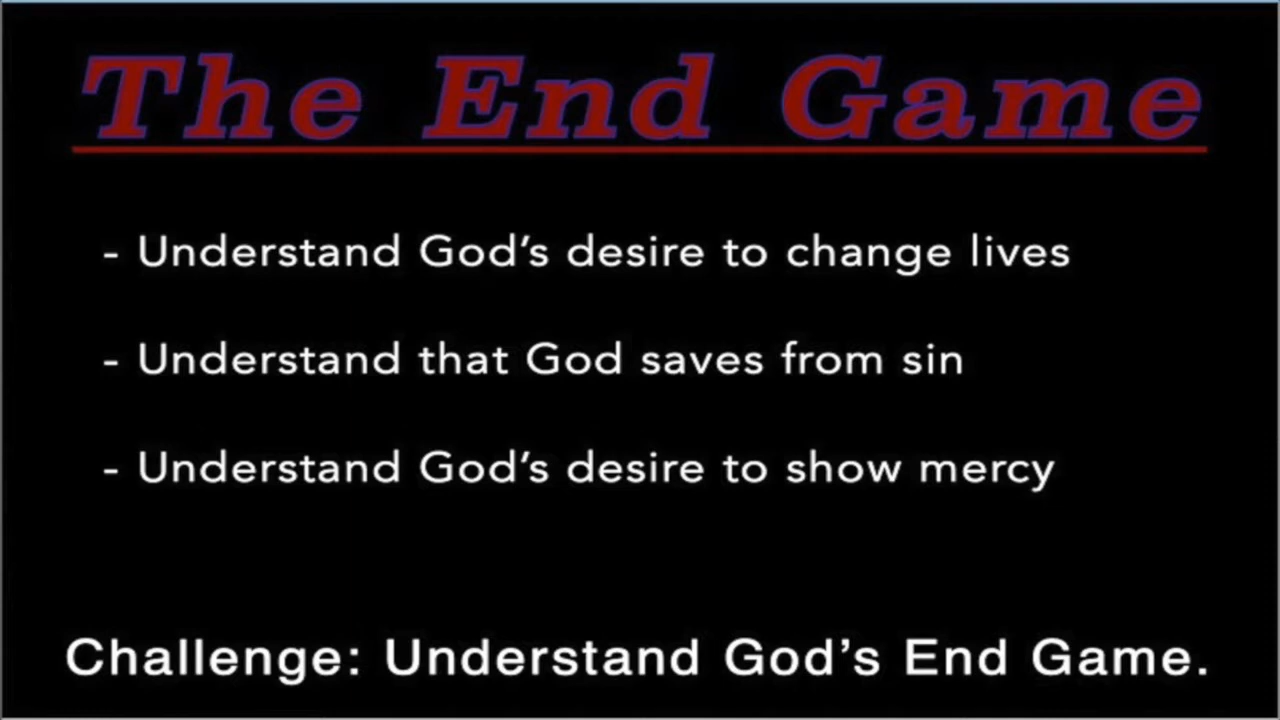 The End Game
- Understand God’s desire to change lives
- Understand that God saves from sin
- Understand God’s desire to show mercy
Challenge: Understand God’s End Game.